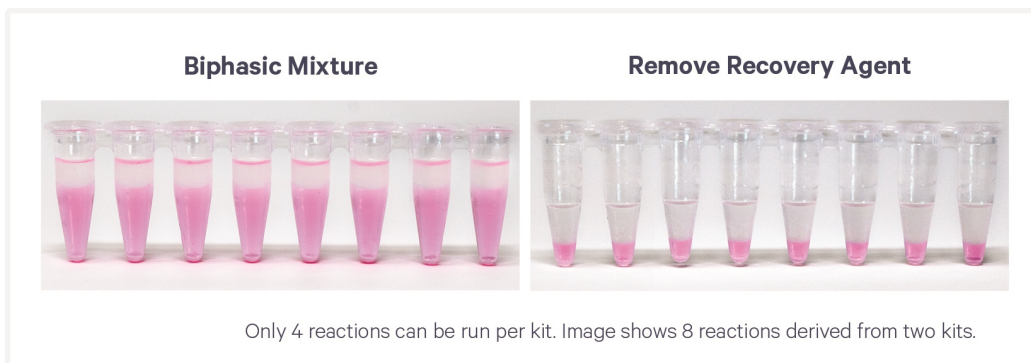 Biphasic Mixture
Remove Recovery Agent
Only 4 reactions can be run per kit. Image shows 8 reactions derived from two kits.